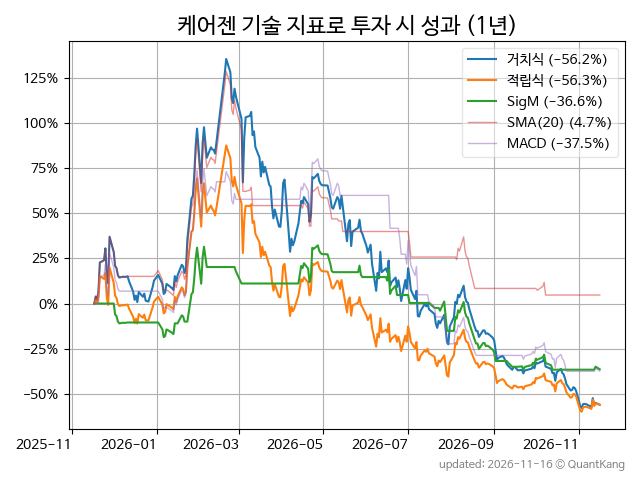 케어젠 기술 지표로 투자 시 성과 (1년)
거치식 (−56.2%)
적립식 (−56.3%)
SigM (−36.6%)
SMA(20) (4.7%)
MACD (−37.5%)
125%
100%
75%
50%
25%
0%
−25%
−50%
2025-11 2026-01 2026-03 2026-05 2026-07 2026-09 2026-11
updated: 2026-11-16 ⓒ QuantKang